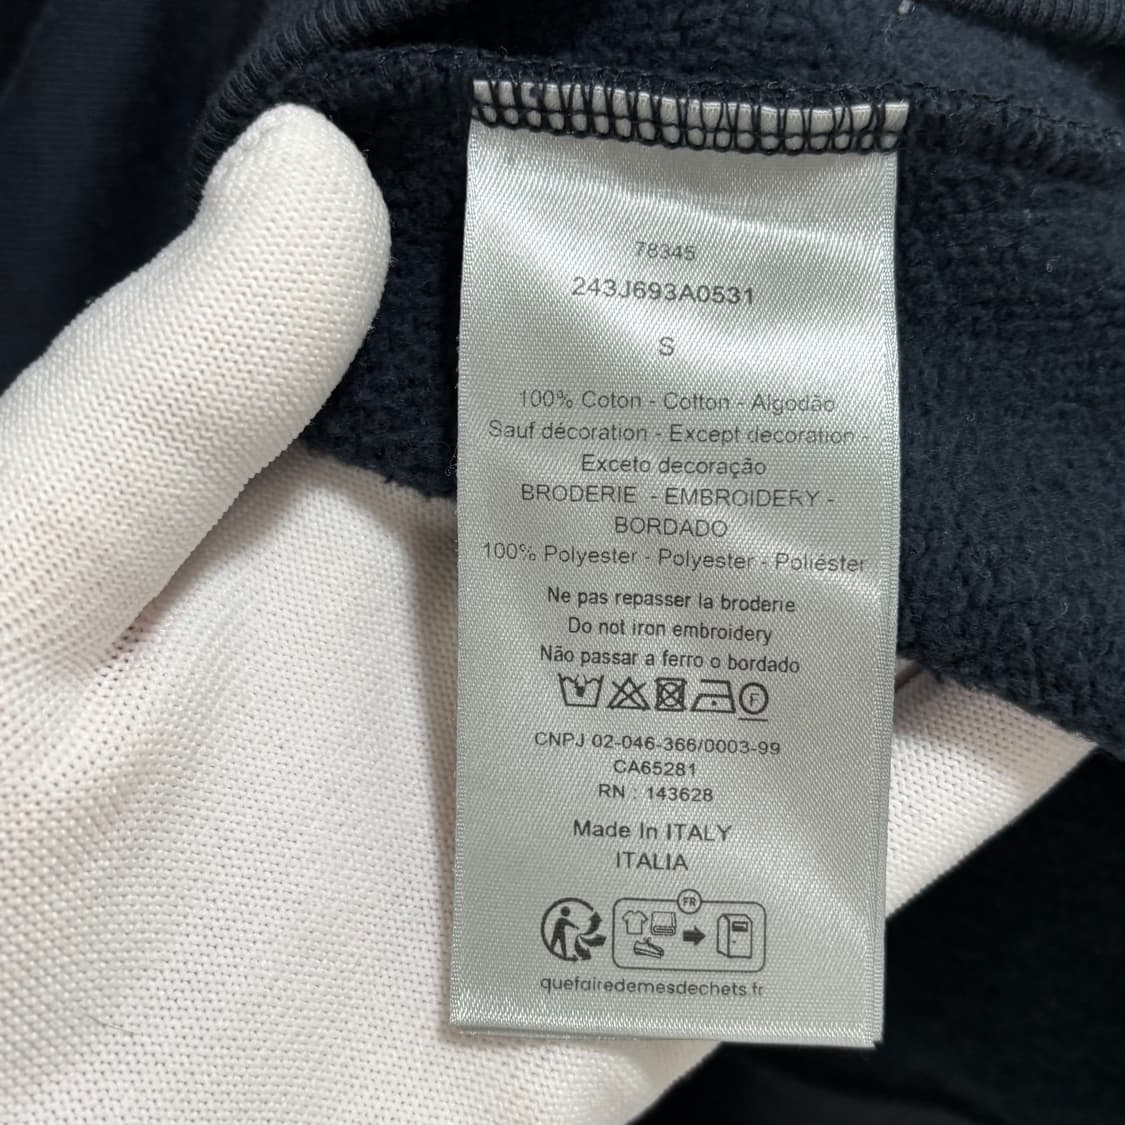 78345
243J693A0531
S
100% Coton - Cotton - Algodão
Sauf décoration - Except decoration -
Exceto decoração
BRODERIE - EMBROIDERY -
BORDADO
100% Polyester - Polyester - Poliéster
Ne pas repasser la broderie
Do not iron embroidery
Não passar a ferro o bordado
F
CNPJ 02-046-366/0003-99
CA65281
RN : 143628
Made In ITALY
ITALIA
FR
quefairedemesdechets.fr